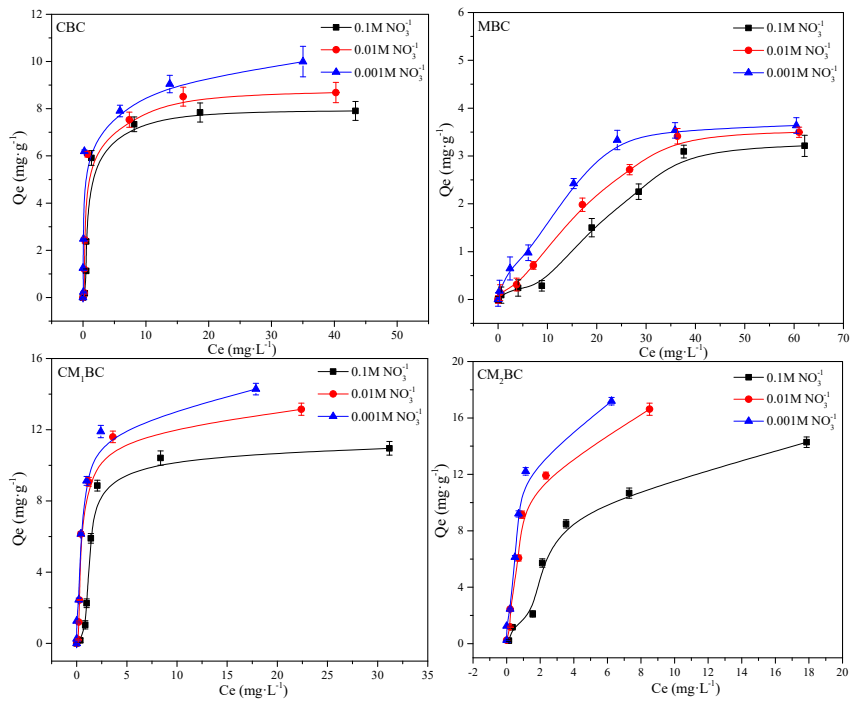 CBC
0.1M NO₃⁻¹
0.01M NO₃⁻¹
0.001M NO₃⁻¹
12
10
8
6
4
2
0
Qe (mg·g⁻¹)
0 10 20 30 40 50
Ce (mg·L⁻¹)
MBC
0.1M NO₃⁻¹
0.01M NO₃⁻¹
0.001M NO₃⁻¹
6
5
4
3
2
1
0
Qe (mg·g⁻¹)
0 10 20 30 40 50 60 70
Ce (mg·L⁻¹)
CM₁BC
0.1M NO₃⁻¹
0.01M NO₃⁻¹
0.001M NO₃⁻¹
16
12
8
4
0
Qe (mg·g⁻¹)
0 5 10 15 20 25 30 35
Ce (mg·L⁻¹)
CM₂BC
0.1M NO₃⁻¹
0.01M NO₃⁻¹
0.001M NO₃⁻¹
20
16
12
8
4
0
Qe (mg·g⁻¹)
-2 0 2 4 6 8 10 12 14 16 18 20
Ce (mg·L⁻¹)